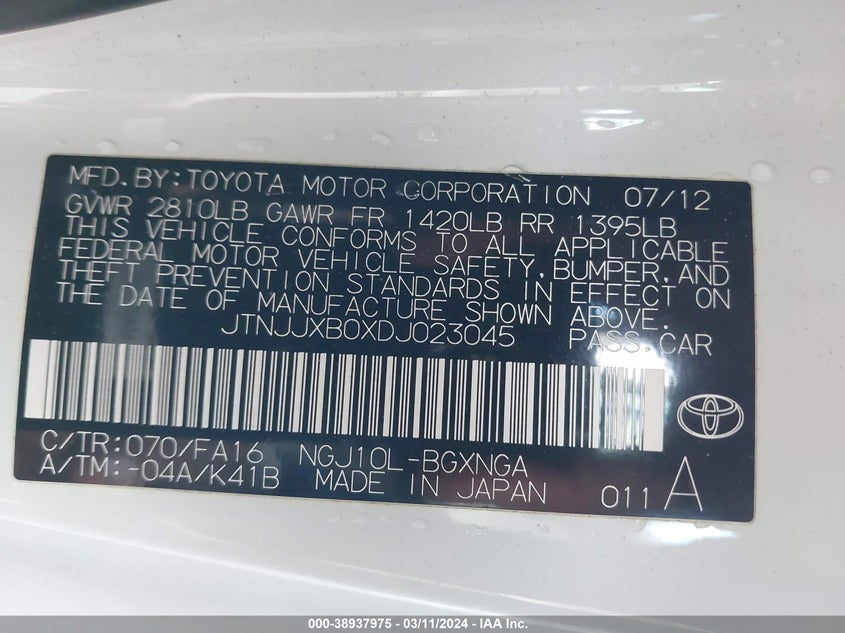 MFD.BY:TOYOTA MOTOR CORPORATION 07/12
GVWR 2810LB GAWR FR 1420LB RR 1395LB
THIS VEHICLE CONFORMS TO ALL APPLICABLE
FEDERAL MOTOR VEHICLE SAFETY,BUMPER,AND
THEFT PREVENTION STANDARDS IN EFFECT ON
THE DATE OF MANUFACTURE SHOWN ABOVE.
JTNJJXB0XDJ023045 PASS.CAR
C/TR:070/FA16 NGJ10L-BGXNGA
A/TM:-04A/K41B MADE IN JAPAN 011 A
000-38937975 - 03/11/2024 - IAA Inc.